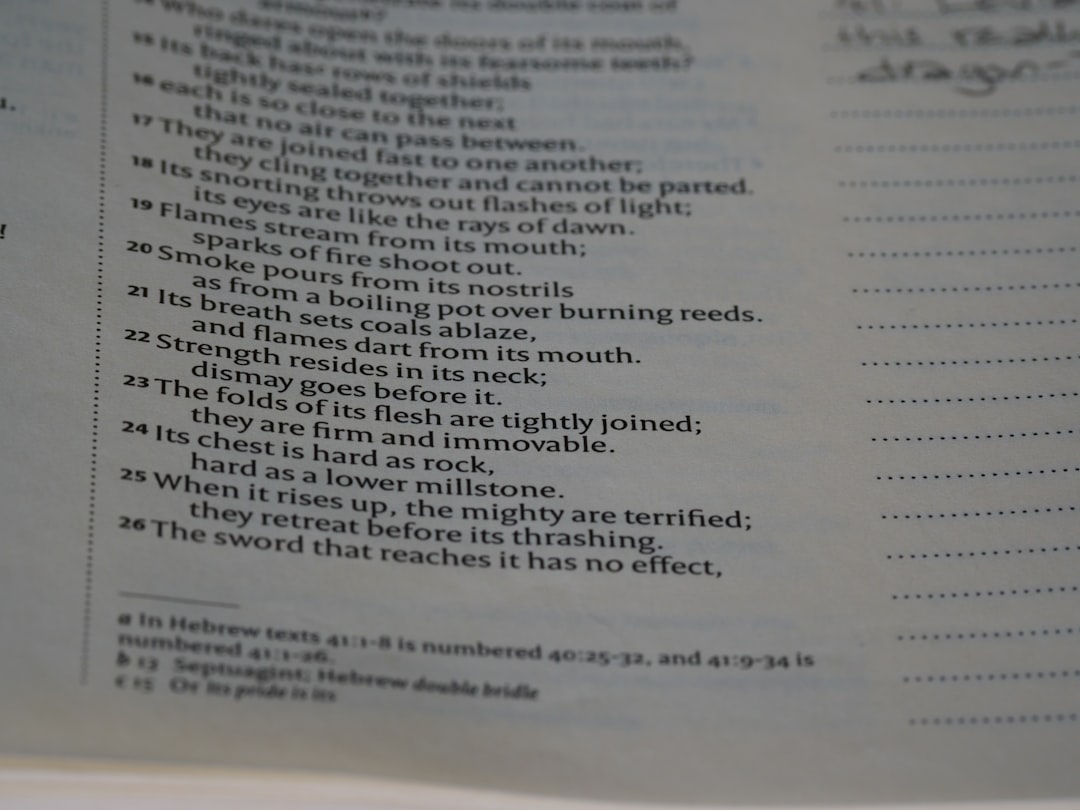 Who dares open the doors of its mouth,
ringed about with its fearsome teeth?
15 Its back has c rows of shields
tightly sealed together;
16 each is so close to the next
that no air can pass between.
17 They are joined fast to one another;
they cling together and cannot be parted.
18 Its snorting throws out flashes of light;
its eyes are like the rays of dawn.
19 Flames stream from its mouth;
sparks of fire shoot out.
20 Smoke pours from its nostrils
as from a boiling pot over burning reeds.
21 Its breath sets coals ablaze,
and flames dart from its mouth.
22 Strength resides in its neck;
dismay goes before it.
23 The folds of its flesh are tightly joined;
they are firm and immovable.
24 Its chest is hard as rock,
hard as a lower millstone.
25 When it rises up, the mighty are terrified;
they retreat before its thrashing.
26 The sword that reaches it has no effect,
a In Hebrew texts 41:1-8 is numbered 40:25-32, and 41:9-34 is
numbered 41:1-26.
b 13 Septuagint; Hebrew double bridle
c 15 Or Its pride is its
this
dragon-